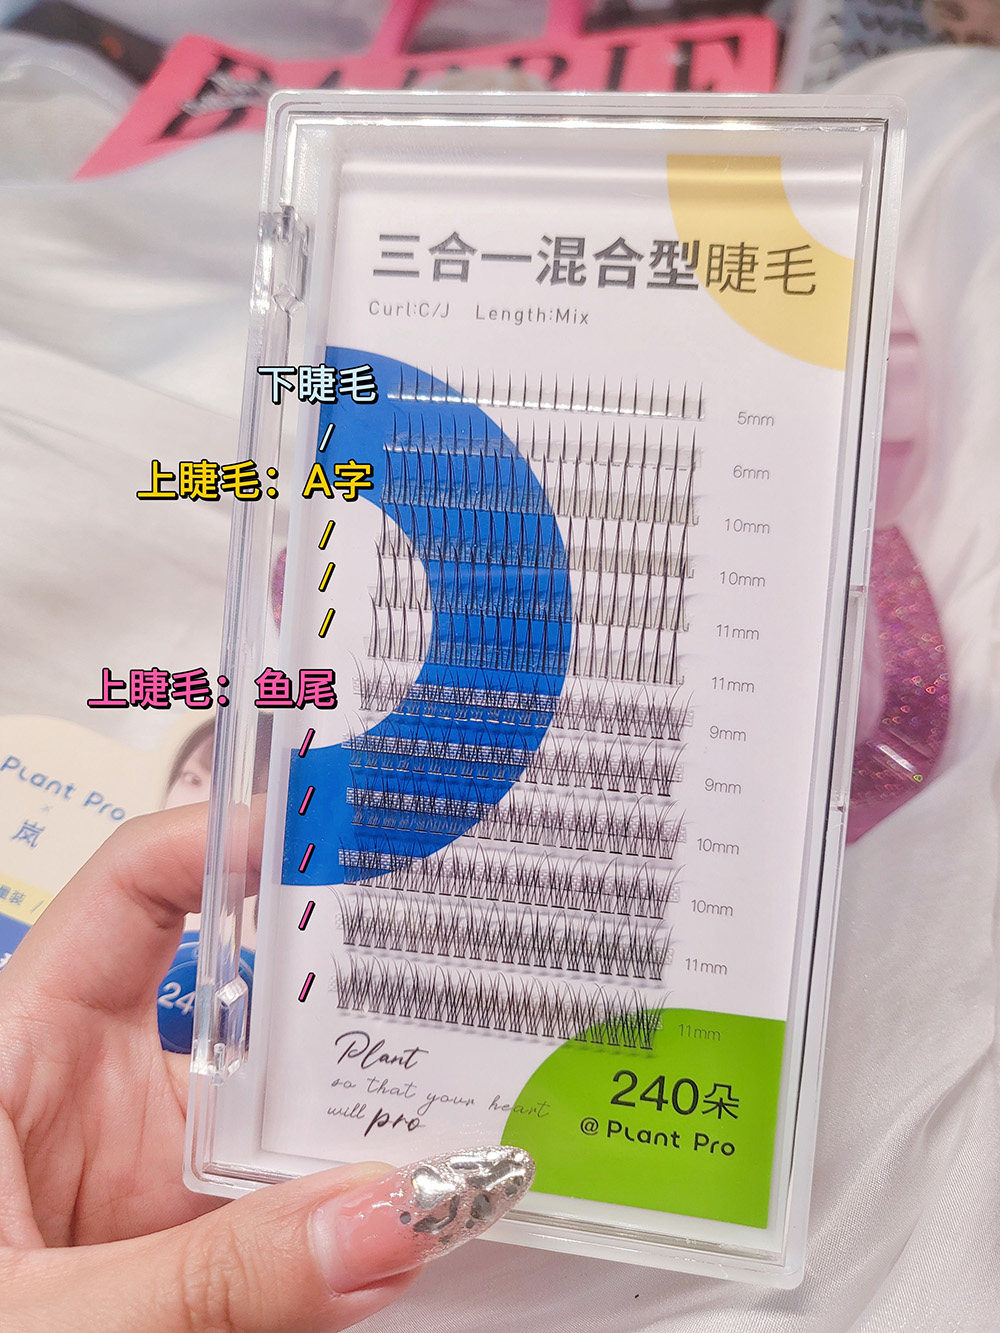 BARBIE
三合一混合型睫毛
Curl:C/J Length:Mix
下睫毛
/
上睫毛：A字
/
/
/
上睫毛：鱼尾
/
/
/
/
/
5mm
6mm
10mm
10mm
11mm
11mm
9mm
9mm
10mm
10mm
11mm
11mm
Plant
so that your heart
will pro
240朵
@ PLant Pro
PLant Pro
×
岚
24